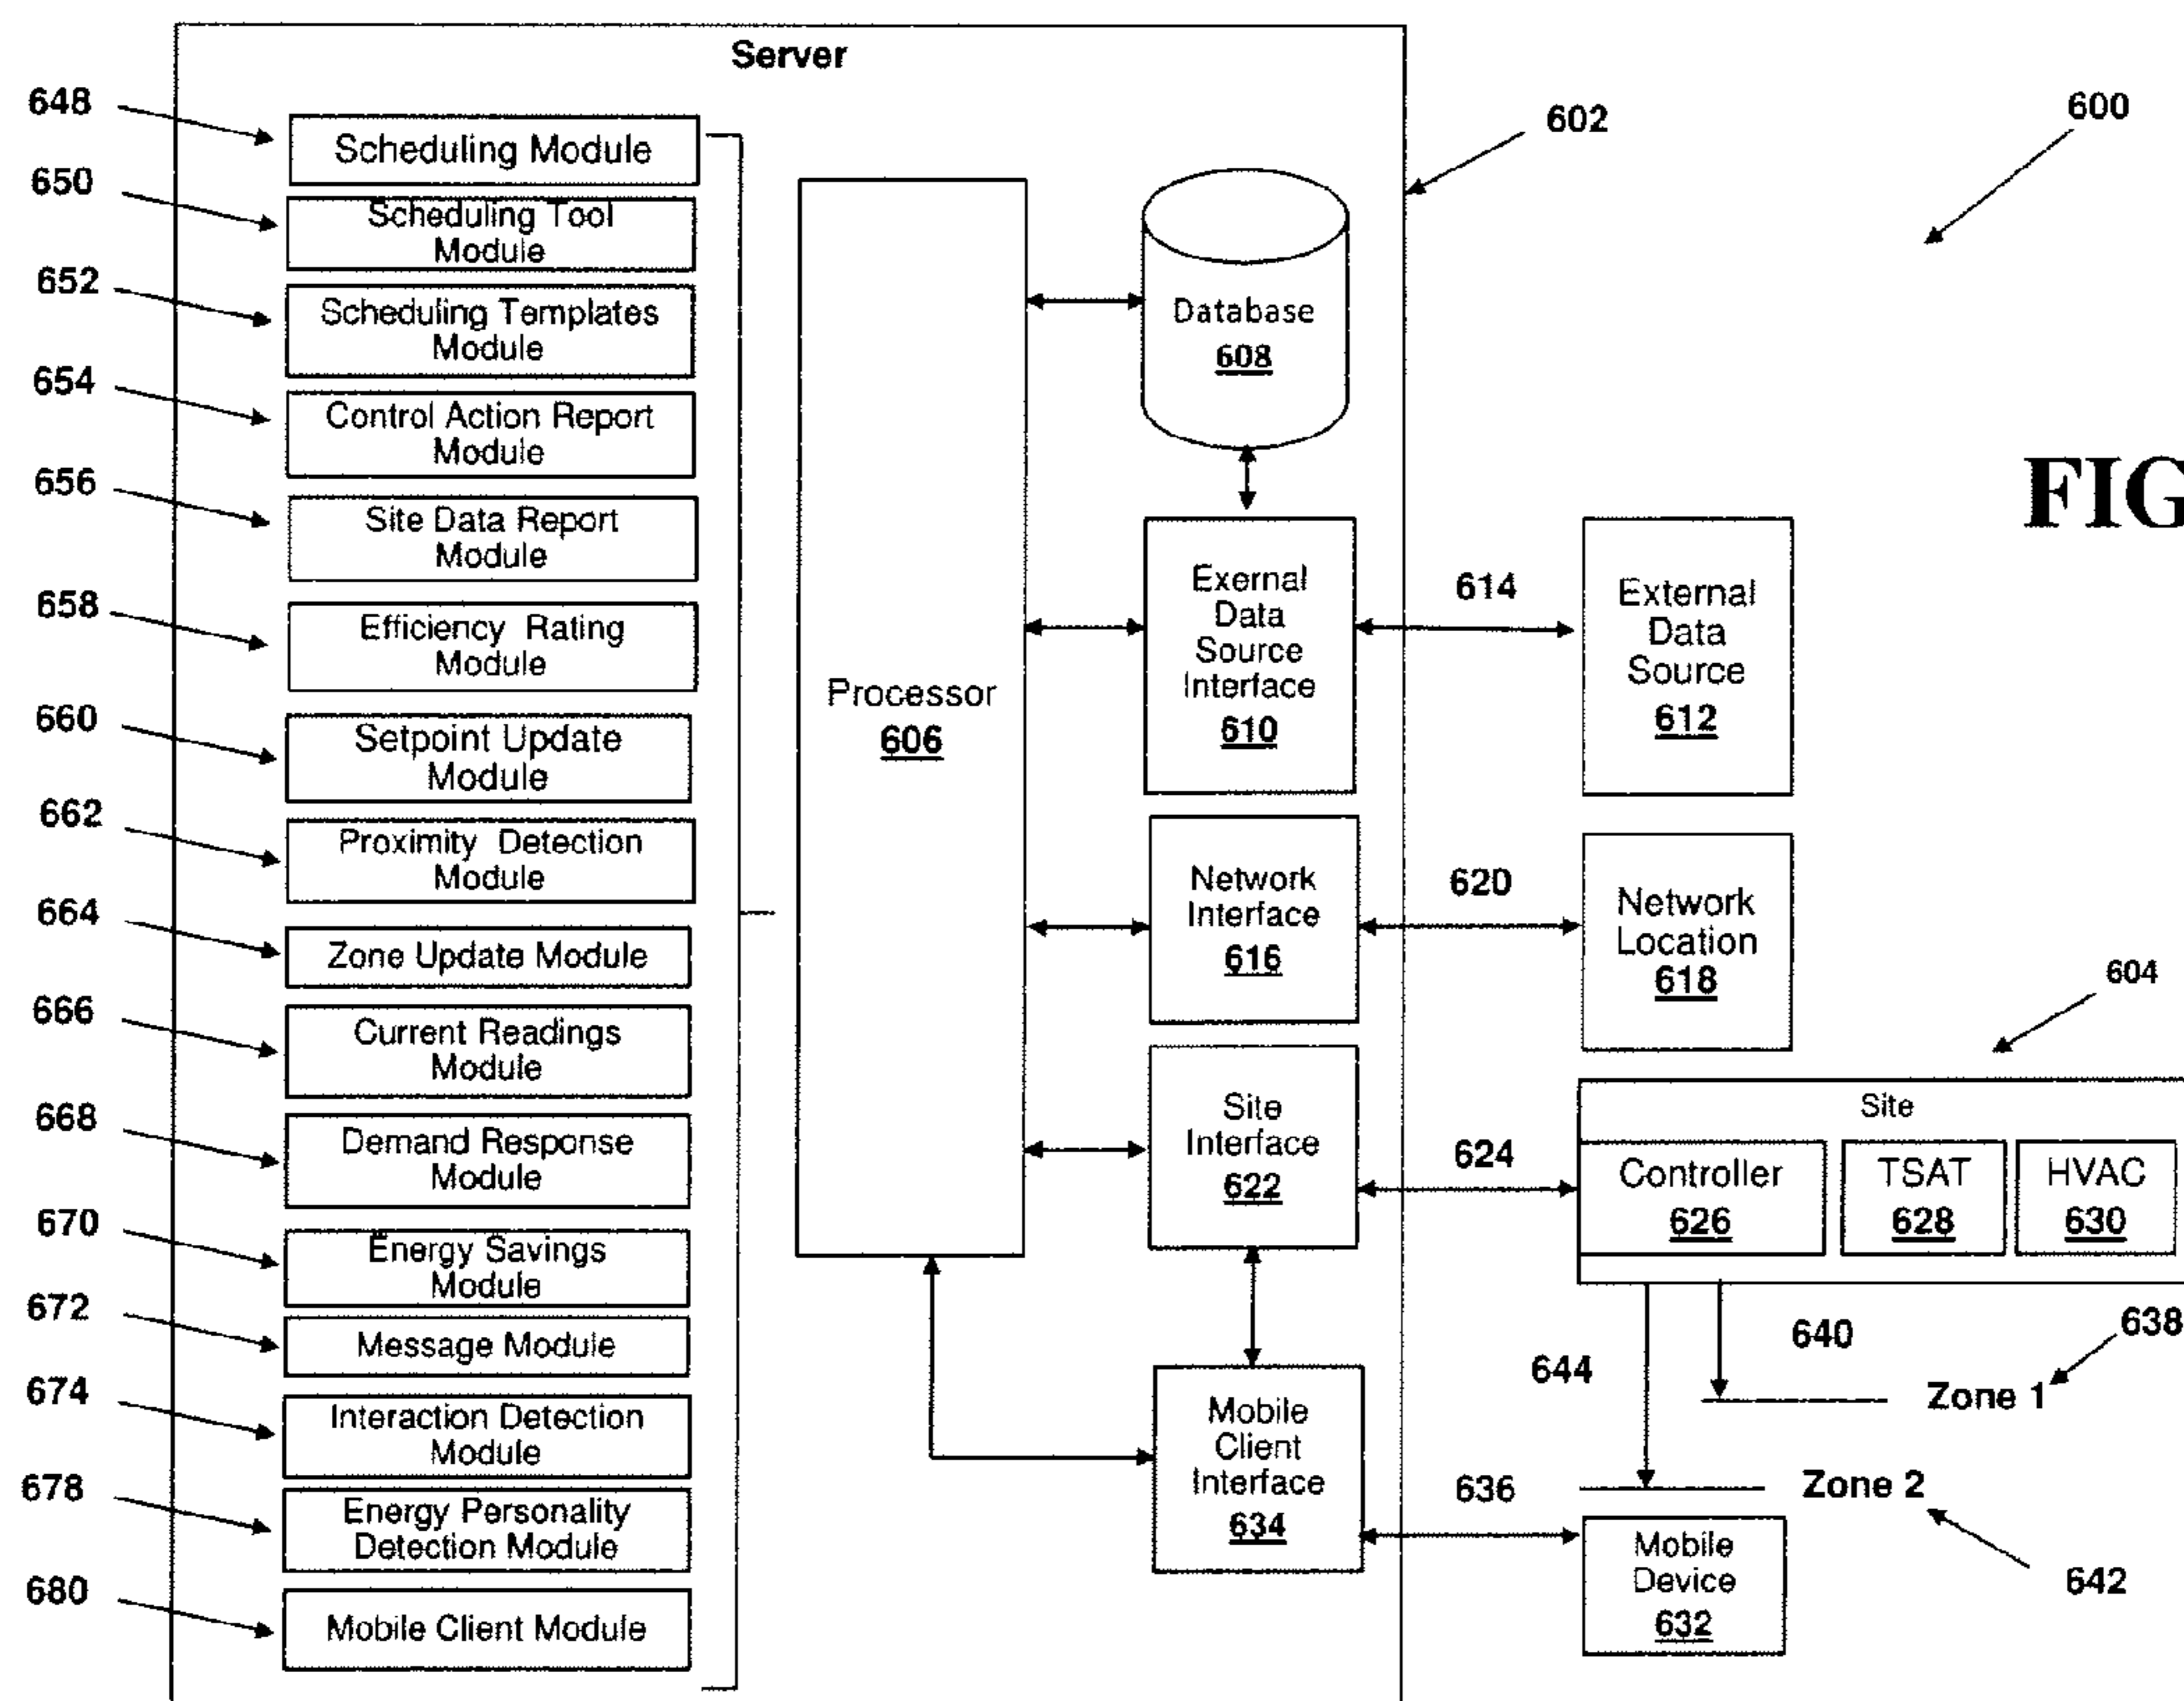 Server
648
Scheduling Module
650
Scheduling Tool
Module
652
Scheduling Templates
Module
654
Control Action Report
Module
656
Site Data Report
Module
658
Efficiency Rating
Module
660
Setpoint Update
Module
662
Proximity Detection
Module
664
Zone Update Module
666
Current Readings
Module
668
Demand Response
Module
670
Energy Savings
Module
672
Message Module
674
Interaction Detection
Module
678
Energy Personality
Detection Module
680
Mobile Client Module
Processor
606
Database
608
Exernal
Data
Source
Interface
610
Network
Interface
616
Site
Interface
622
Mobile
Client
Interface
634
602
600
FIG
614
External
Data
Source
612
620
Network
Location
618
604
Site
624
Controller
626
TSAT
628
HVAC
630
644
640
638
Zone 1
Zone 2
636
Mobile
Device
632
642